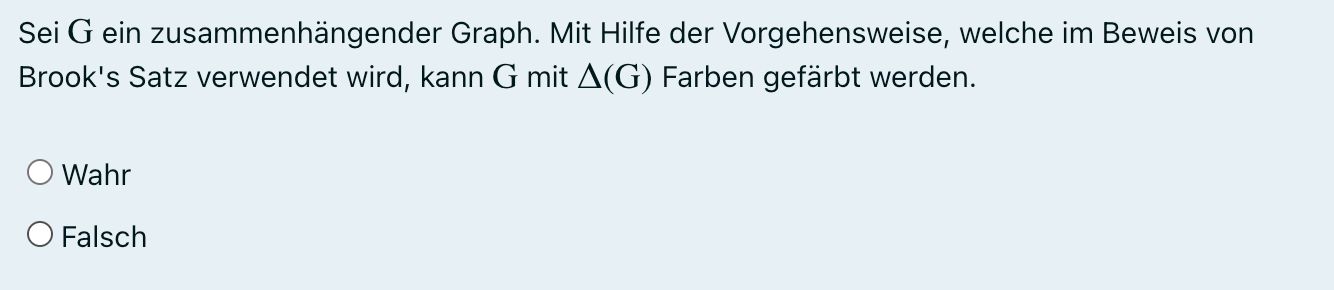 Sei G ein zusammenhängender Graph. Mit Hilfe der Vorgehensweise, welche im Beweis von
Brook's Satz verwendet wird, kann G mit Δ(G) Farben gefärbt werden.
Wahr
Falsch